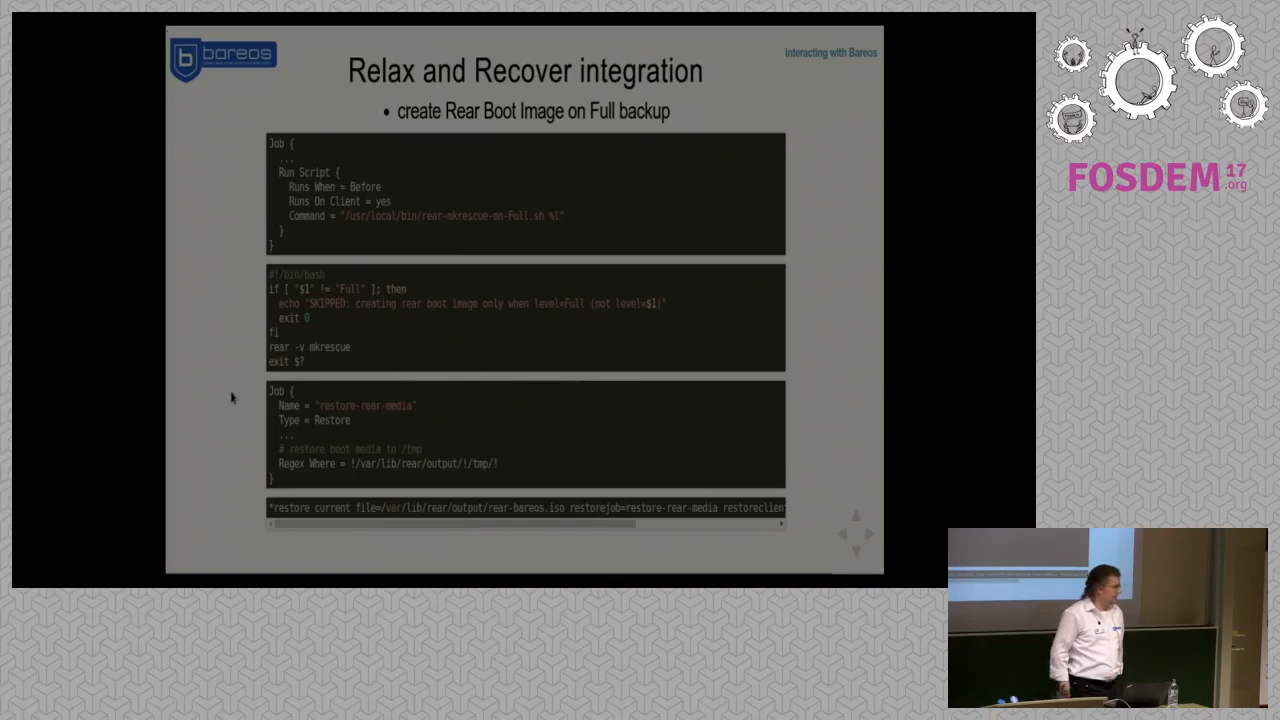 bareos
Interacting with Bareos
Relax and Recover integration
• create Rear Boot Image on Full backup
Job {
  ...
  Run Script {
    Runs When = Before
    Runs On Client = yes
    Command = "/usr/local/bin/rear-mkrescue-on-Full.sh %l"
  }
}
#!/bin/bash
if [ "$1" != "Full" ]; then
  echo "SKIPPED: creating rear boot image only when level=Full (not level=$1)"
  exit 0
fi
rear -v mkrescue
exit $?
Job {
  Name = "restore-rear-media"
  Type = Restore
  ...
  # restore boot media to /tmp
  Regex Where = !/var/lib/rear/output/!/tmp/!
}
*restore current file=/var/lib/rear/output/rear-bareos.iso restorejob=restore-rear-media restoreclien
FOSDEM 17
.org